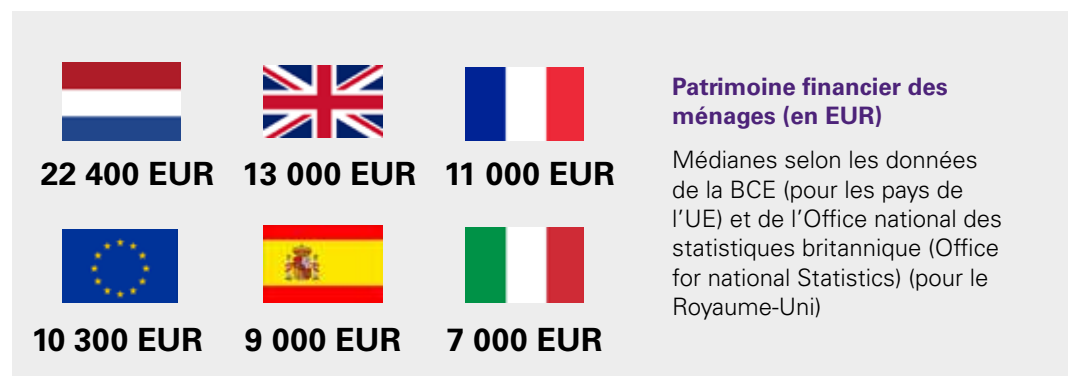 22 400 EUR 13 000 EUR 11 000 EUR
10 300 EUR 9 000 EUR 7 000 EUR
Patrimoine financier des
ménages (en EUR)
Médianes selon les données
de la BCE (pour les pays de
l'UE) et de l'Office national des
statistiques britannique (Office
for national Statistics) (pour le
Royaume-Uni)